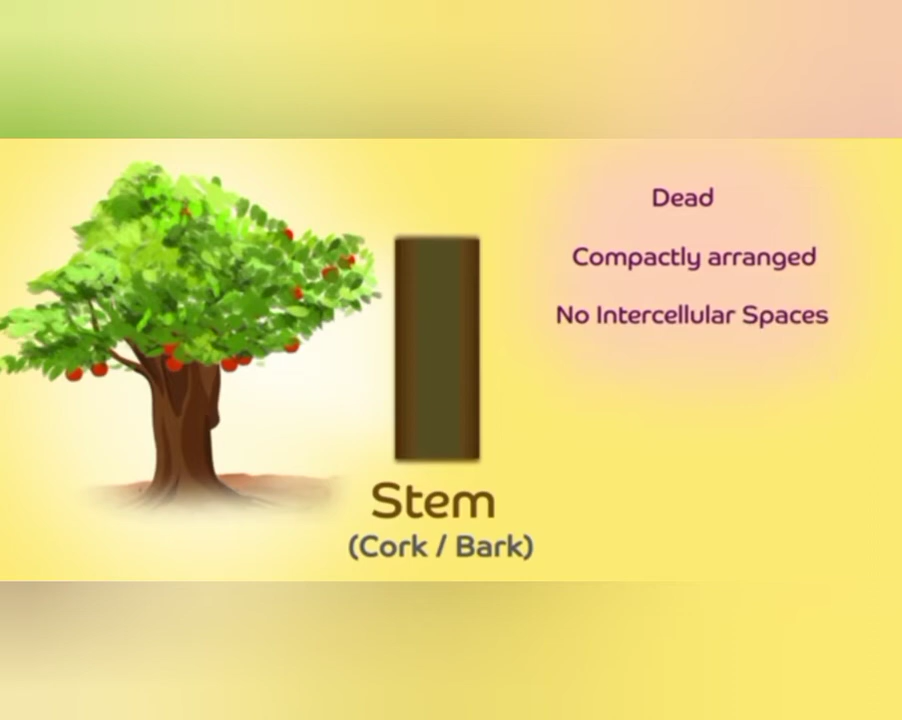 Dead
Compactly arranged
No Intercellular Spaces
Stem
(Cork / Bark)